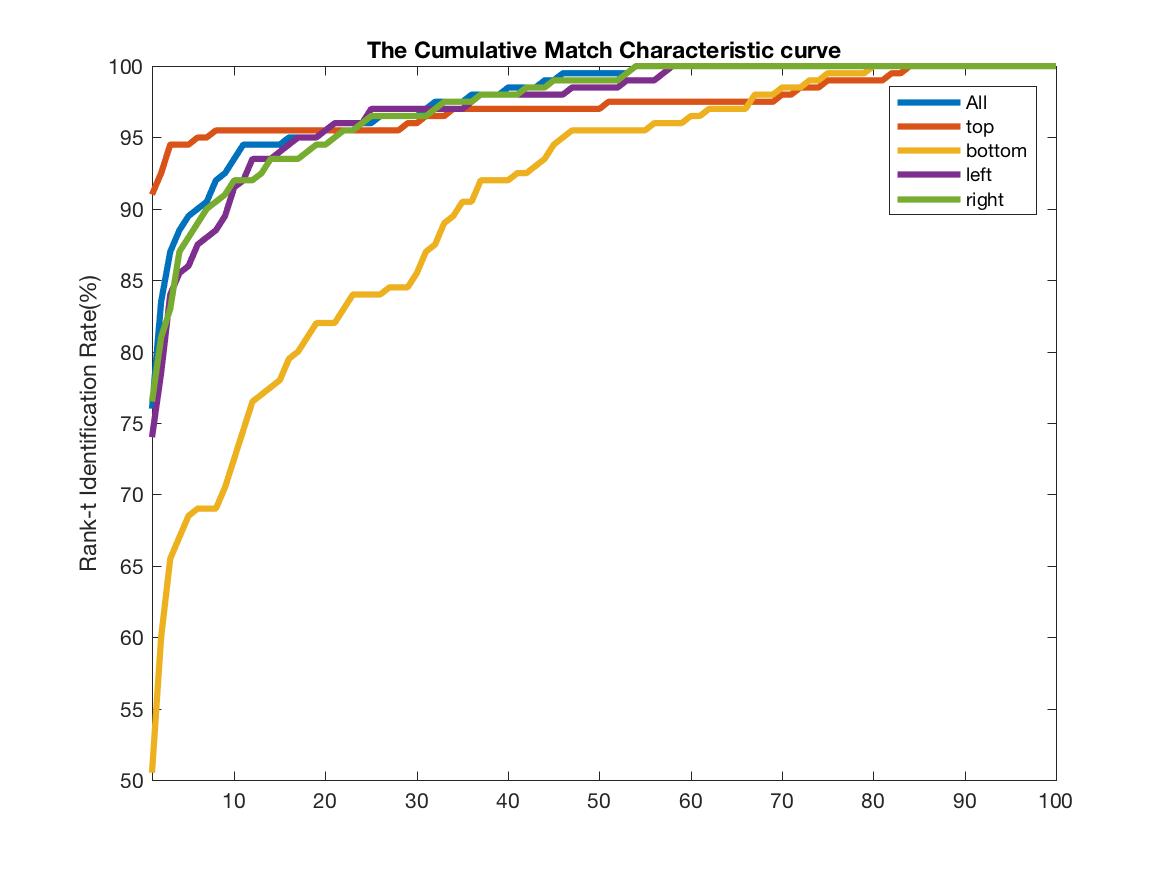 The Cumulative Match Characteristic curve
100
95
90
85
80
75
70
65
60
55
50
Rank-t Identification Rate(%)
10 20 30 40 50 60 70 80 90 100
All
top
bottom
left
right